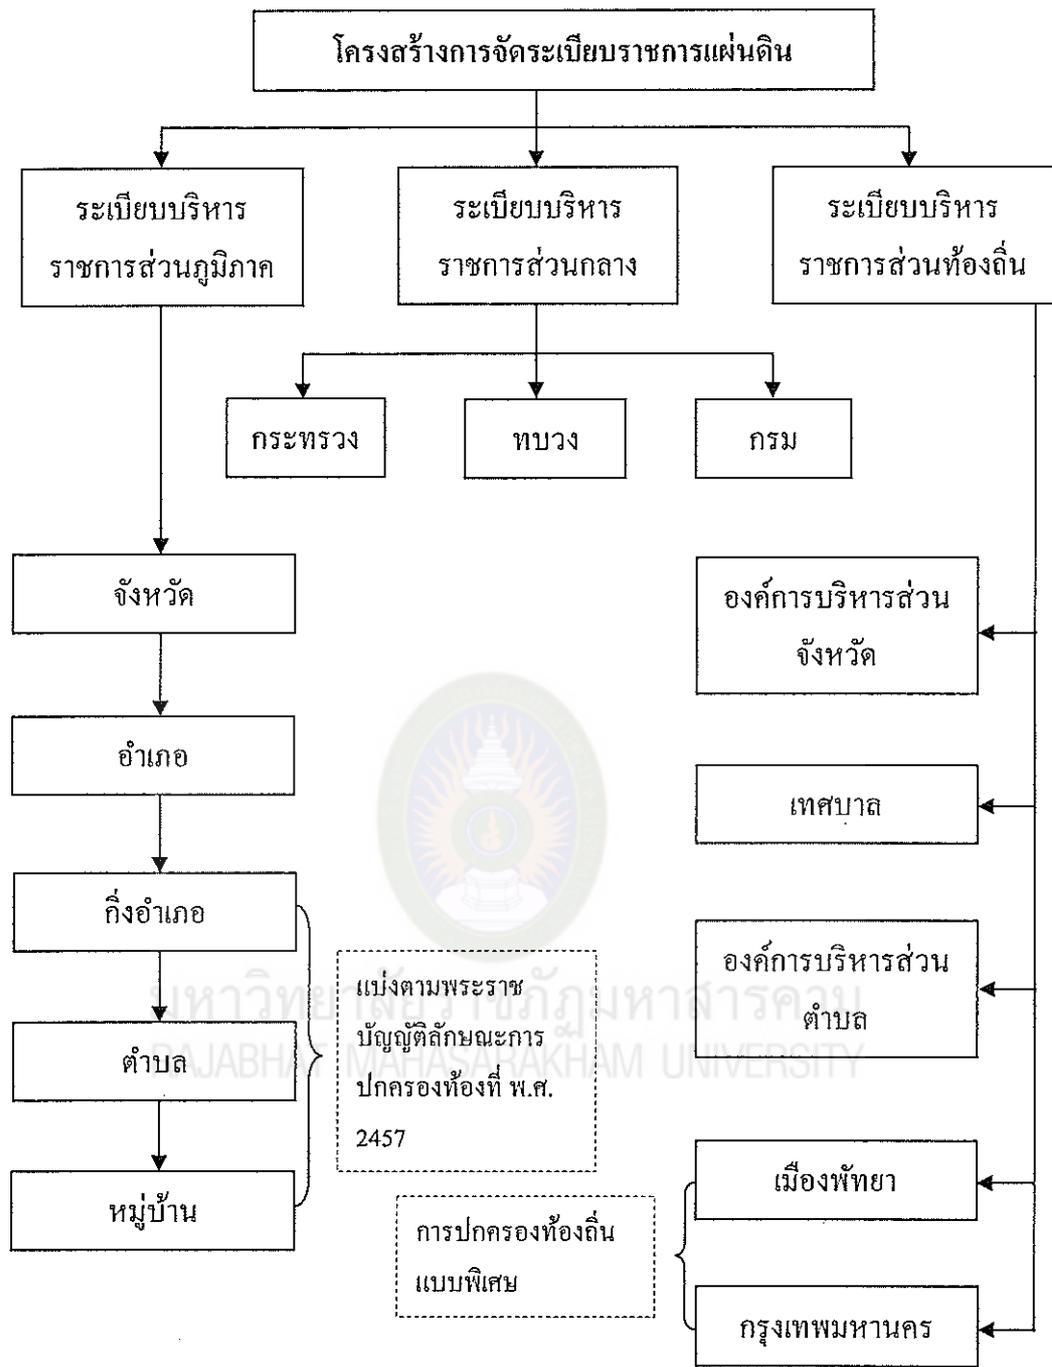 โครงสร้างการจัดระเบียบราชการแผ่นดิน
ระเบียบบริหาร
ราชการส่วนภูมิภาค
ระเบียบบริหาร
ราชการส่วนกลาง
ระเบียบบริหาร
ราชการส่วนท้องถิ่น
กระทรวง
ทบวง
กรม
จังหวัด
อำเภอ
กิ่งอำเภอ
ตำบล
หมู่บ้าน
แบ่งตามพระราช
บัญญัติลักษณะการ
ปกครองท้องที่ พ.ศ.
2457
องค์การบริหารส่วน
จังหวัด
เทศบาล
องค์การบริหารส่วน
ตำบล
เมืองพัทยา
กรุงเทพมหานคร
การปกครองท้องถิ่น
แบบพิเศษ
มหาวิทยาลัยราชภัฏมหาสารคาม
RAJABHAT MAHASARAKHAM UNIVERSITY